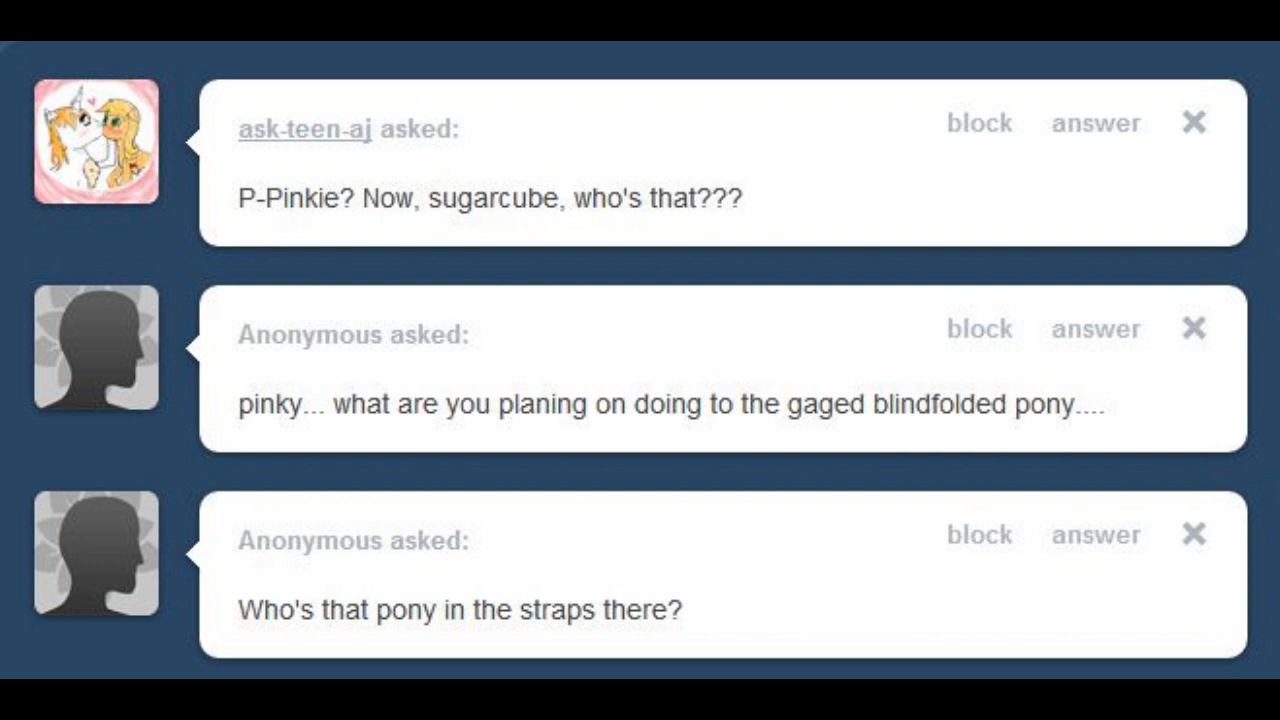 ask-teen-aj asked:
block answer ✖
P-Pinkie? Now, sugarcube, who's that???
Anonymous asked:
block answer ✖
pinky... what are you planing on doing to the gaged blindfolded pony....
Anonymous asked:
block answer ✖
Who's that pony in the straps there?